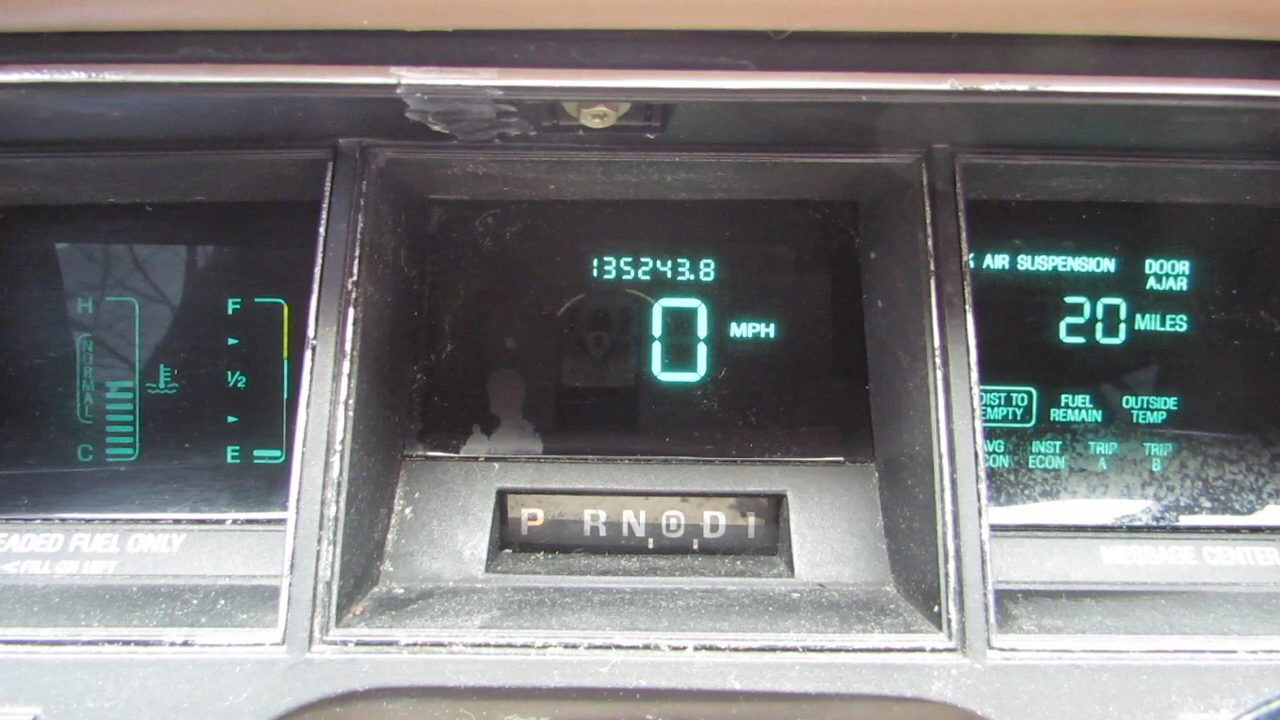 H
NORMAL
C
F
½
E
EADED FUEL ONLY
<FILL ON LEFT
135243.8
0 MPH
P R N D D 1
K AIR SUSPENSION
DOOR
AJAR
20 MILES
DIST TO
EMPTY
FUEL
REMAIN
OUTSIDE
TEMP
AVG
CON
INST
ECON
TRIP
A
TRIP
B
MESSAGE CENTER